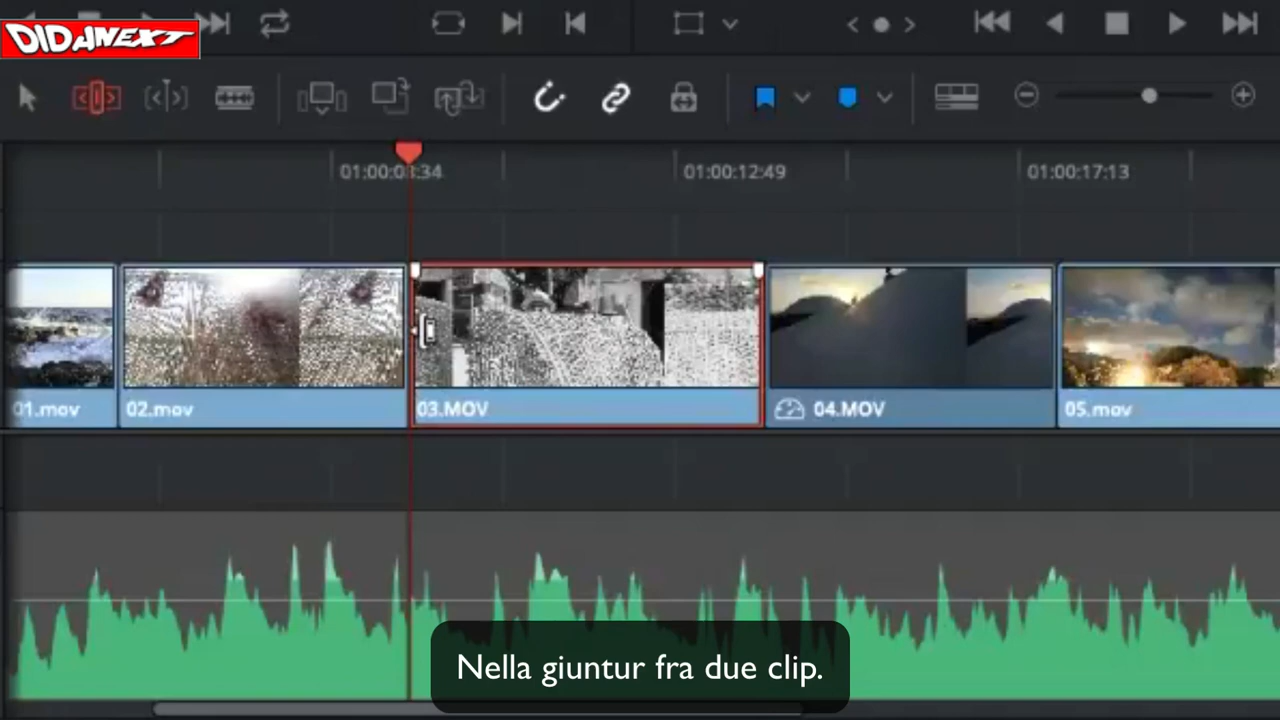 DIDANEXT
01:00:08:34
01:00:12:49
01:00:17:13
01.mov
02.mov
03.MOV
04.MOV
05.mov
Nella giuntur fra due clip.